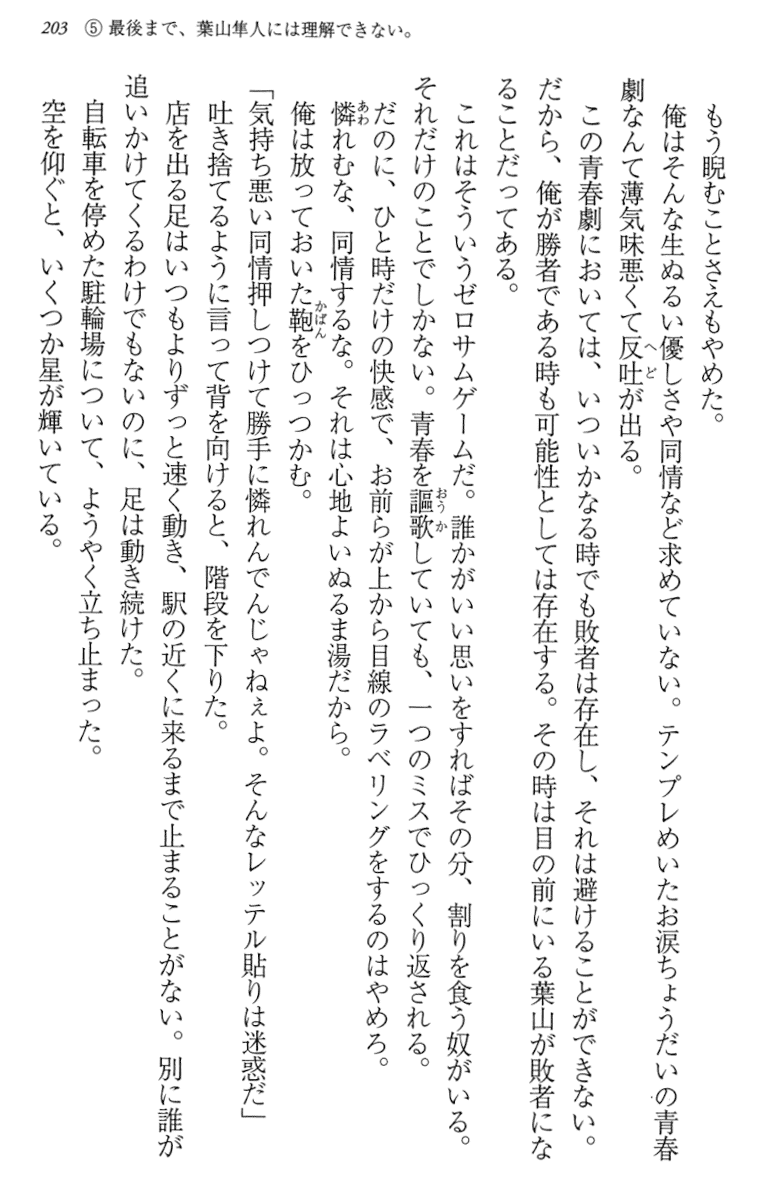 203 ⑤ 最後まで、葉山隼人には理解できない。
もう睨むことさえもやめた。
俺はそんな生ぬるい優しさや同情など求めていない。テンプレめいたお涙ちょうだいの青春
劇なんて薄気味悪くて反吐が出る。
この青春劇においては、いついかなる時でも敗者は存在し、それは避けることができない。
だから、俺が勝者である時も可能性としては存在する。その時は目の前にいる葉山が敗者にな
ることだってある。
これはそういうゼロサムゲームだ。誰かがいい思いをすればその分、割りを食う奴がいる。
それだけのことでしかない。青春を謳歌していても、一つのミスでひっくり返される。
だのに、ひと時だけの快感で、お前らが上から目線のラベリングをするのはやめろ。
憐れむな、同情するな。それは心地よいぬるま湯だから。
俺は放っておいた鞄をひっつかむ。
「気持ち悪い同情押しつけて勝手に憐れんでんじゃねぇよ。そんなレッテル貼りは迷惑だ」
吐き捨てるように言って背を向けると、階段を下りた。
店を出る足はいつもよりずっと速く動き、駅の近くに来るまで止まることがない。別に誰が
追いかけてくるわけでもないのに、足は動き続けた。
自転車を停めた駐輪場について、ようやく立ち止まった。
空を仰ぐと、いくつか星が輝いている。